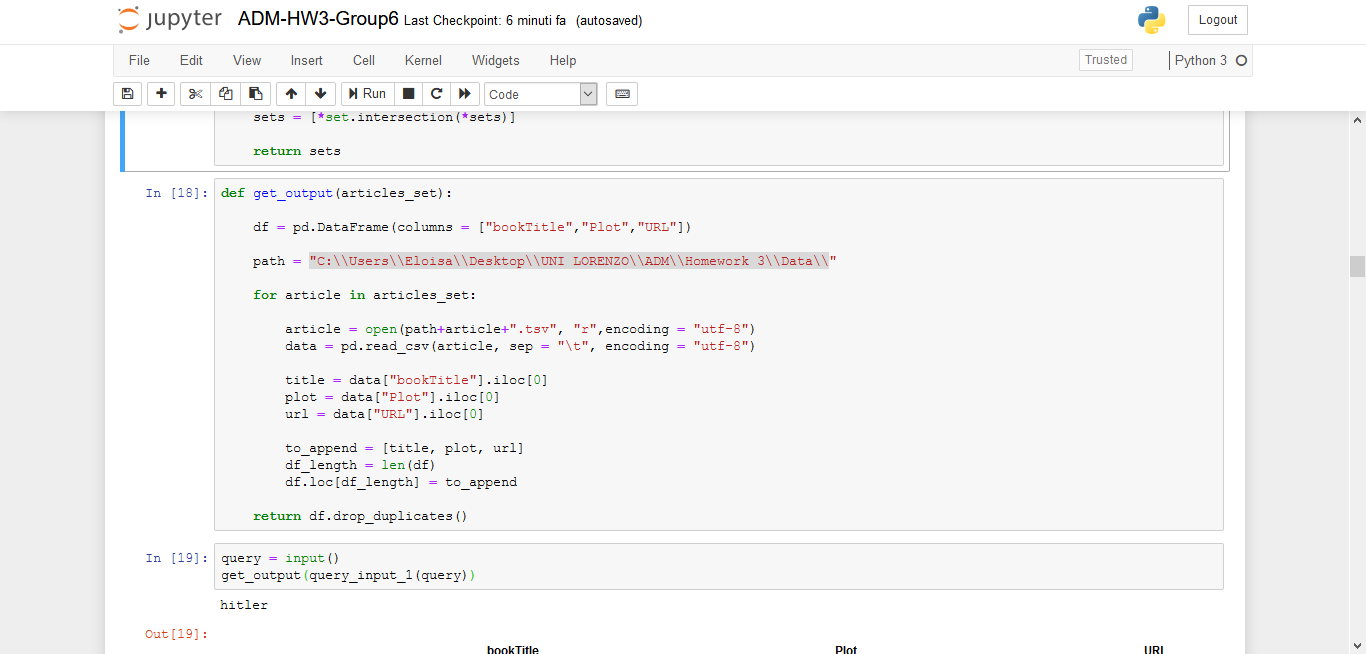 jupyter ADM-HW3-Group6 Last Checkpoint: 6 minuti fa (autosaved) Logout
File Edit View Insert Cell Kernel Widgets Help Trusted Python 3
Run Code
sets = [*set.intersection(*sets)]
return sets
In [18]: def get_output(articles_set):
df = pd.DataFrame(columns = ["bookTitle","Plot","URL"])
path = "C:\\Users\\Eloisa\\Desktop\\UNI LORENZO\\ADM\\Homework 3\\Data\\"
for article in articles_set:
article = open(path+article+".tsv", "r",encoding = "utf-8")
data = pd.read_csv(article, sep = "\t", encoding = "utf-8")
title = data["bookTitle"].iloc[0]
plot = data["Plot"].iloc[0]
url = data["URL"].iloc[0]
to_append = [title, plot, url]
df_length = len(df)
df.loc[df_length] = to_append
return df.drop_duplicates()
In [19]: query = input()
get_output(query_input_1(query))
hitler
Out[19]:
bookTitle Plot URL